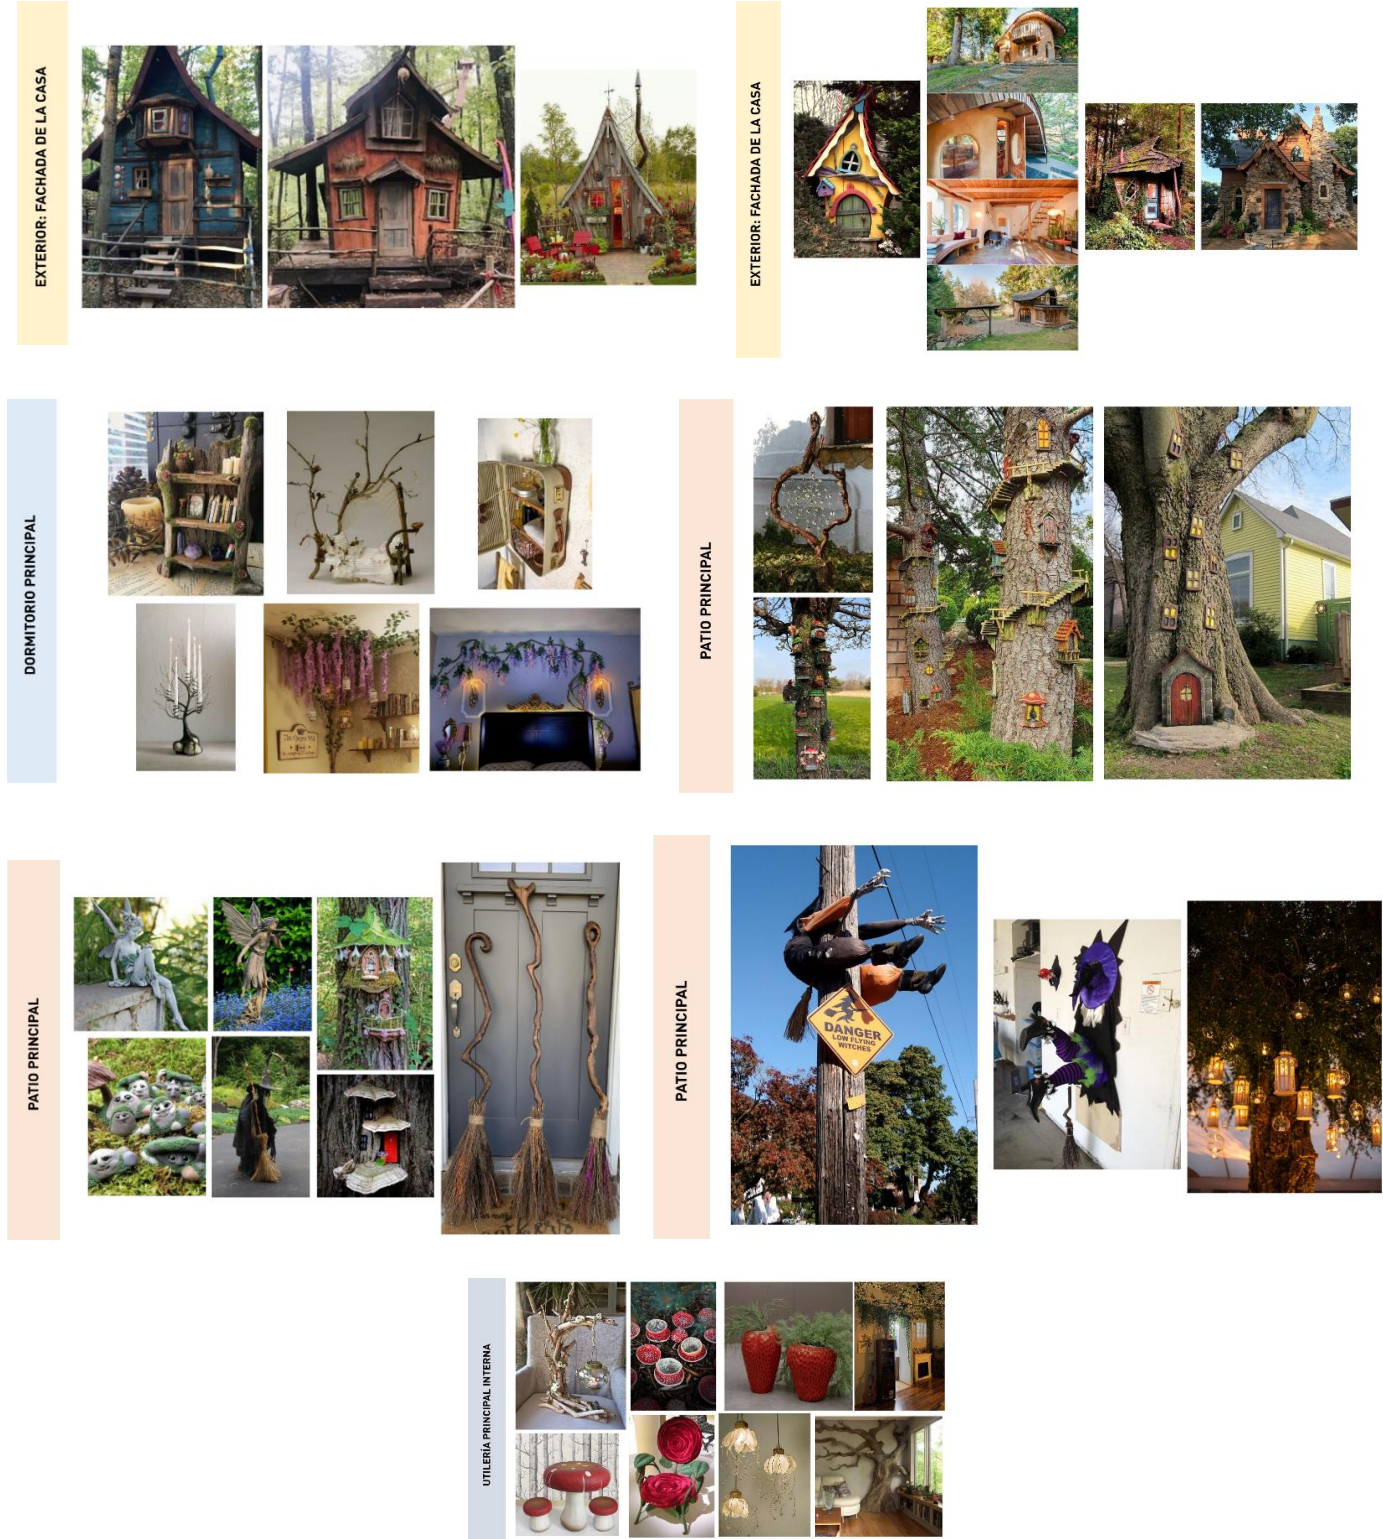 EXTERIOR: FACHADA DE LA CASA
EXTERIOR: FACHADA DE LA CASA
DORMITORIO PRINCIPAL
PATIO PRINCIPAL
PATIO PRINCIPAL
PATIO PRINCIPAL
DANGER
LOW FLYING
WITCHES
UTILERÍA PRINCIPAL INTERNA